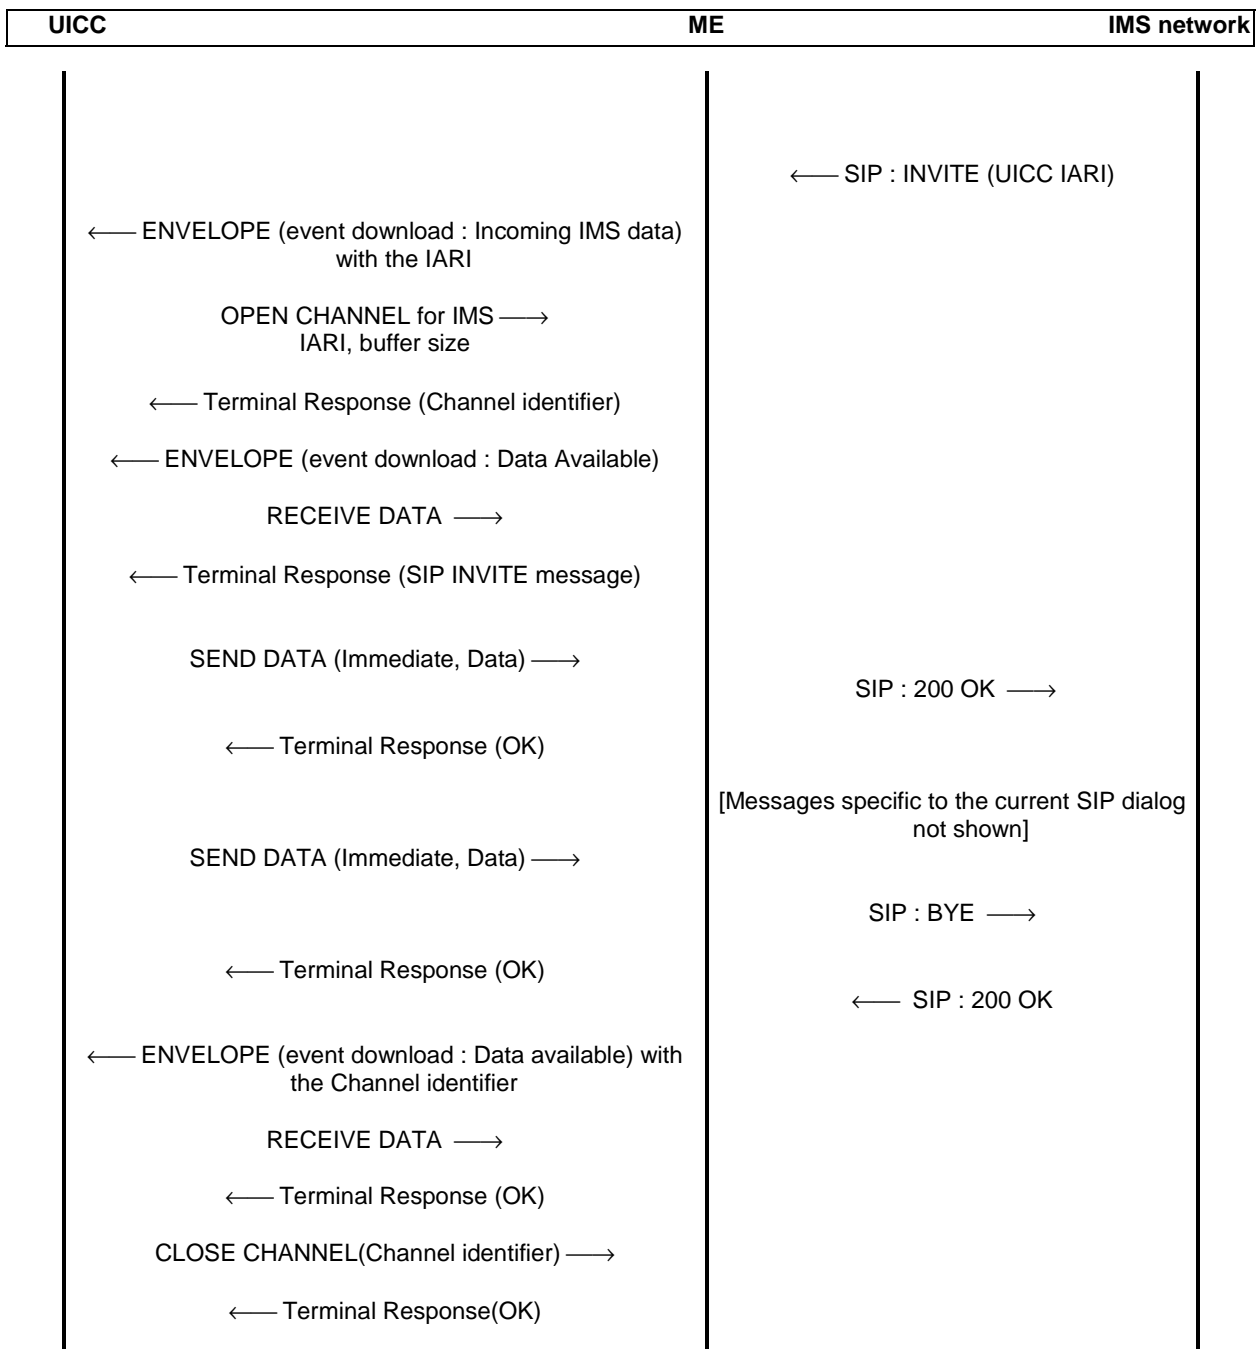 UICC ME IMS network
←—— SIP : INVITE (UICC IARI)
←—— ENVELOPE (event download : Incoming IMS data)
with the IARI
OPEN CHANNEL for IMS ——→
IARI, buffer size
←—— Terminal Response (Channel identifier)
←—— ENVELOPE (event download : Data Available)
RECEIVE DATA ——→
←—— Terminal Response (SIP INVITE message)
SEND DATA (Immediate, Data) ——→
SIP : 200 OK ——→
←—— Terminal Response (OK)
[Messages specific to the current SIP dialog
not shown]
SEND DATA (Immediate, Data) ——→
SIP : BYE ——→
←—— Terminal Response (OK)
←—— SIP : 200 OK
←—— ENVELOPE (event download : Data available) with
the Channel identifier
RECEIVE DATA ——→
←—— Terminal Response (OK)
CLOSE CHANNEL(Channel identifier) ——→
←—— Terminal Response(OK)